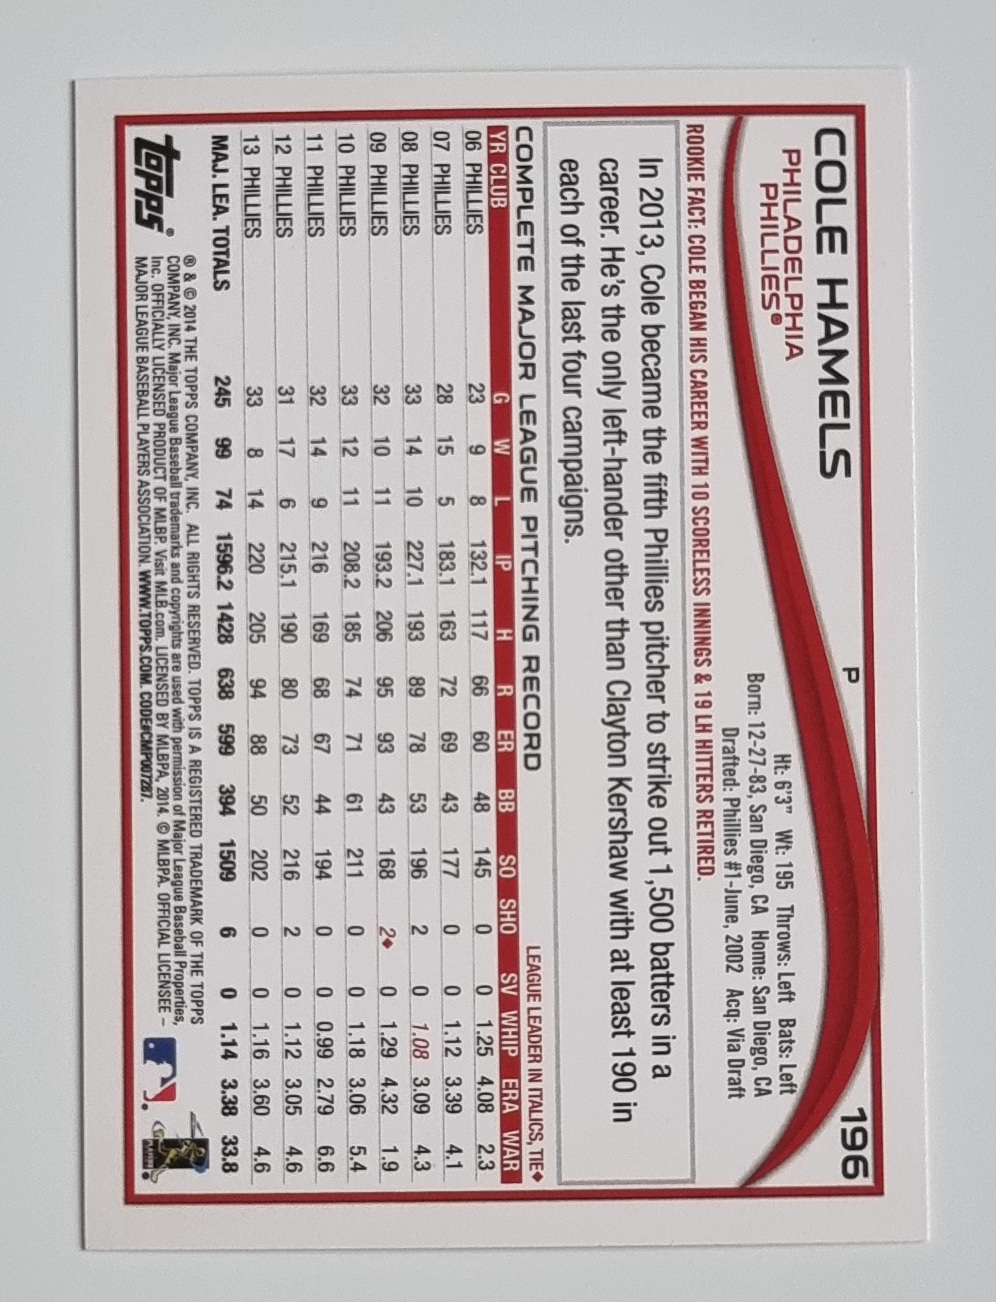 COLE HAMELS P 196
PHILADELPHIA
PHILLIES®
Ht: 6'3" Wt: 195 Throws: Left Bats: Left
Born: 12-27-83, San Diego, CA Home: San Diego, CA
Drafted: Phillies #1-June, 2002 Acq: Via Draft
ROOKIE FACT: COLE BEGAN HIS CAREER WITH 10 SCORELESS INNINGS & 19 LH HITTERS RETIRED.
In 2013, Cole became the fifth Phillies pitcher to strike out 1,500 batters in a
career. He's the only left-hander other than Clayton Kershaw with at least 190 in
each of the last four campaigns.
COMPLETE MAJOR LEAGUE PITCHING RECORD LEAGUE LEADER IN ITALICS, TIE♦
YR CLUB G W L IP H R ER BB SO SHO SV WHIP ERA WAR
06 PHILLIES 23 9 8 132.1 117 66 60 48 145 0 0 1.25 4.08 2.3
07 PHILLIES 28 15 5 183.1 163 72 69 43 177 0 0 1.12 3.39 4.1
08 PHILLIES 33 14 10 227.1 193 89 78 53 196 2 0 1.08 3.09 4.3
09 PHILLIES 32 10 11 193.2 206 95 93 43 168 2♦ 0 1.29 4.32 1.9
10 PHILLIES 33 12 11 208.2 185 74 71 61 211 0 0 1.18 3.06 5.4
11 PHILLIES 32 14 9 216 169 68 67 44 194 0 0 0.99 2.79 6.6
12 PHILLIES 31 17 6 215.1 190 80 73 52 216 2 0 1.12 3.05 4.6
13 PHILLIES 33 8 14 220 205 94 88 50 202 0 0 1.16 3.60 4.6
MAJ. LEA. TOTALS 245 99 74 1596.2 1428 638 599 394 1509 6 0 1.14 3.38 33.8
topps®
® & © 2014 THE TOPPS COMPANY, INC. ALL RIGHTS RESERVED. TOPPS IS A REGISTERED TRADEMARK OF THE TOPPS
COMPANY, INC. Major League Baseball trademarks and copyrights are used with permission of Major League Baseball Properties,
Inc. OFFICIALLY LICENSED PRODUCT OF MLBP. Visit MLB.com. LICENSED BY MLBPA, 2014. © MLBPA. OFFICIAL LICENSEE –
MAJOR LEAGUE BASEBALL PLAYERS ASSOCIATION. WWW.TOPPS.COM. CODE#CMP007287.